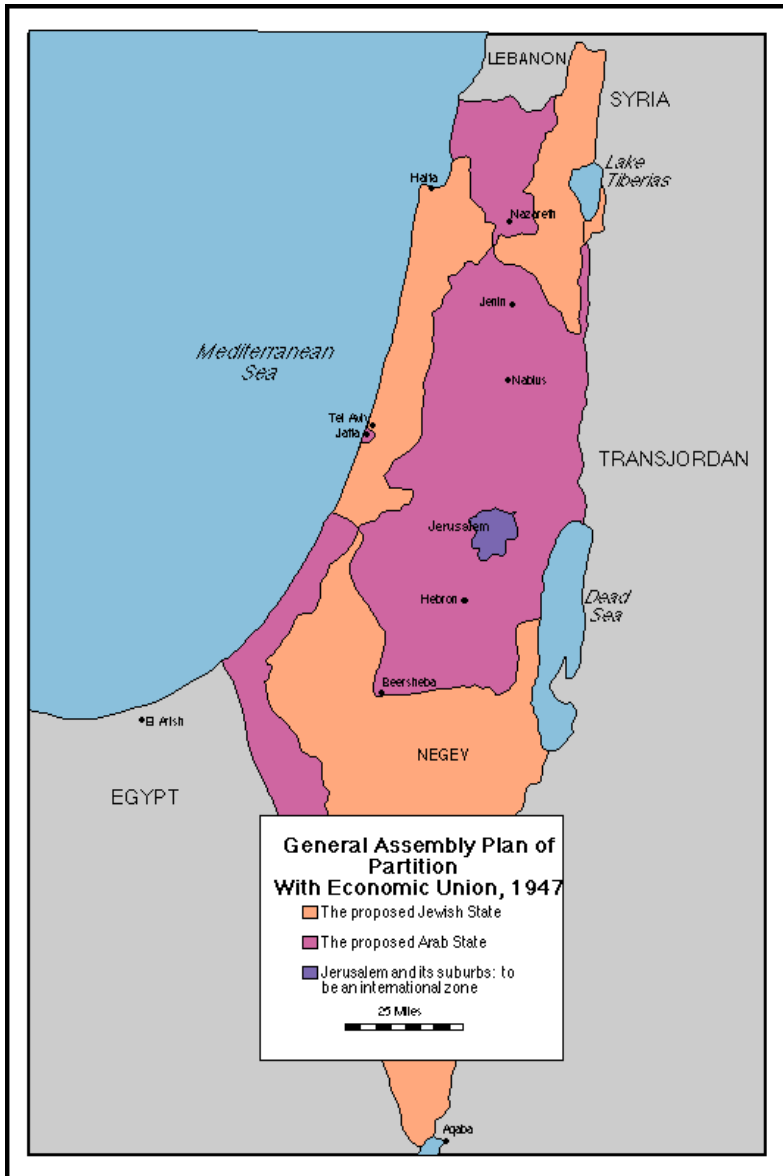 LEBANON
SYRIA
Lake
Tiberias
Haifa
Nazareth
Jenin
Mediterranean
Sea
Nablus
Tel Aviv
Jaffa
TRANSJORDAN
Jerusalem
Dead
Sea
Hebron
Beersheba
El Arish
NEGEV
EGYPT
General Assembly Plan of
Partition
With Economic Union, 1947
The proposed Jewish State
The proposed Arab State
Jerusalem and its suburbs: to
be an international zone
25 Miles
Aqaba